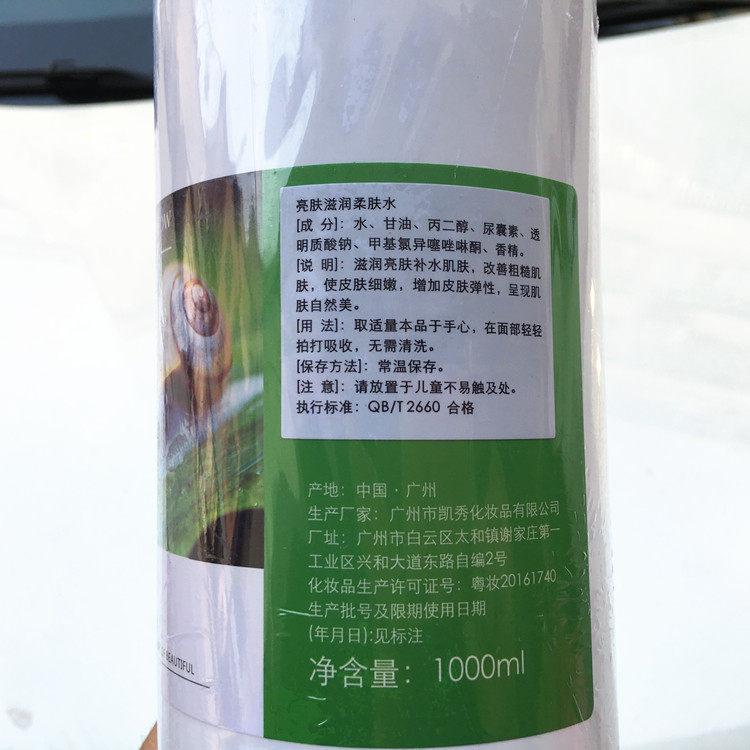 亮肤滋润柔肤水
[成 分]：水、甘油、丙二醇、尿囊素、透
明质酸钠、甲基氯异噻唑啉酮、香精。
[说 明]：滋润亮肤补水肌肤，改善粗糙肌
肤，使皮肤细嫩，增加皮肤弹性，呈现肌
肤自然美。
[用 法]：取适量本品于手心，在面部轻轻
拍打吸收，无需清洗。
[保存方法]：常温保存。
[注 意]：请放置于儿童不易触及处。
执行标准：QB/T 2660 合格
产地：中国·广州
生产厂家：广州市凯秀化妆品有限公司
厂址：广州市白云区太和镇谢家庄第一
工业区兴和大道东路自编2号
化妆品生产许可证号：粤妆20161740
生产批号及限期使用日期
(年月日):见标注
净含量：1000ml
BEAUTIFUL